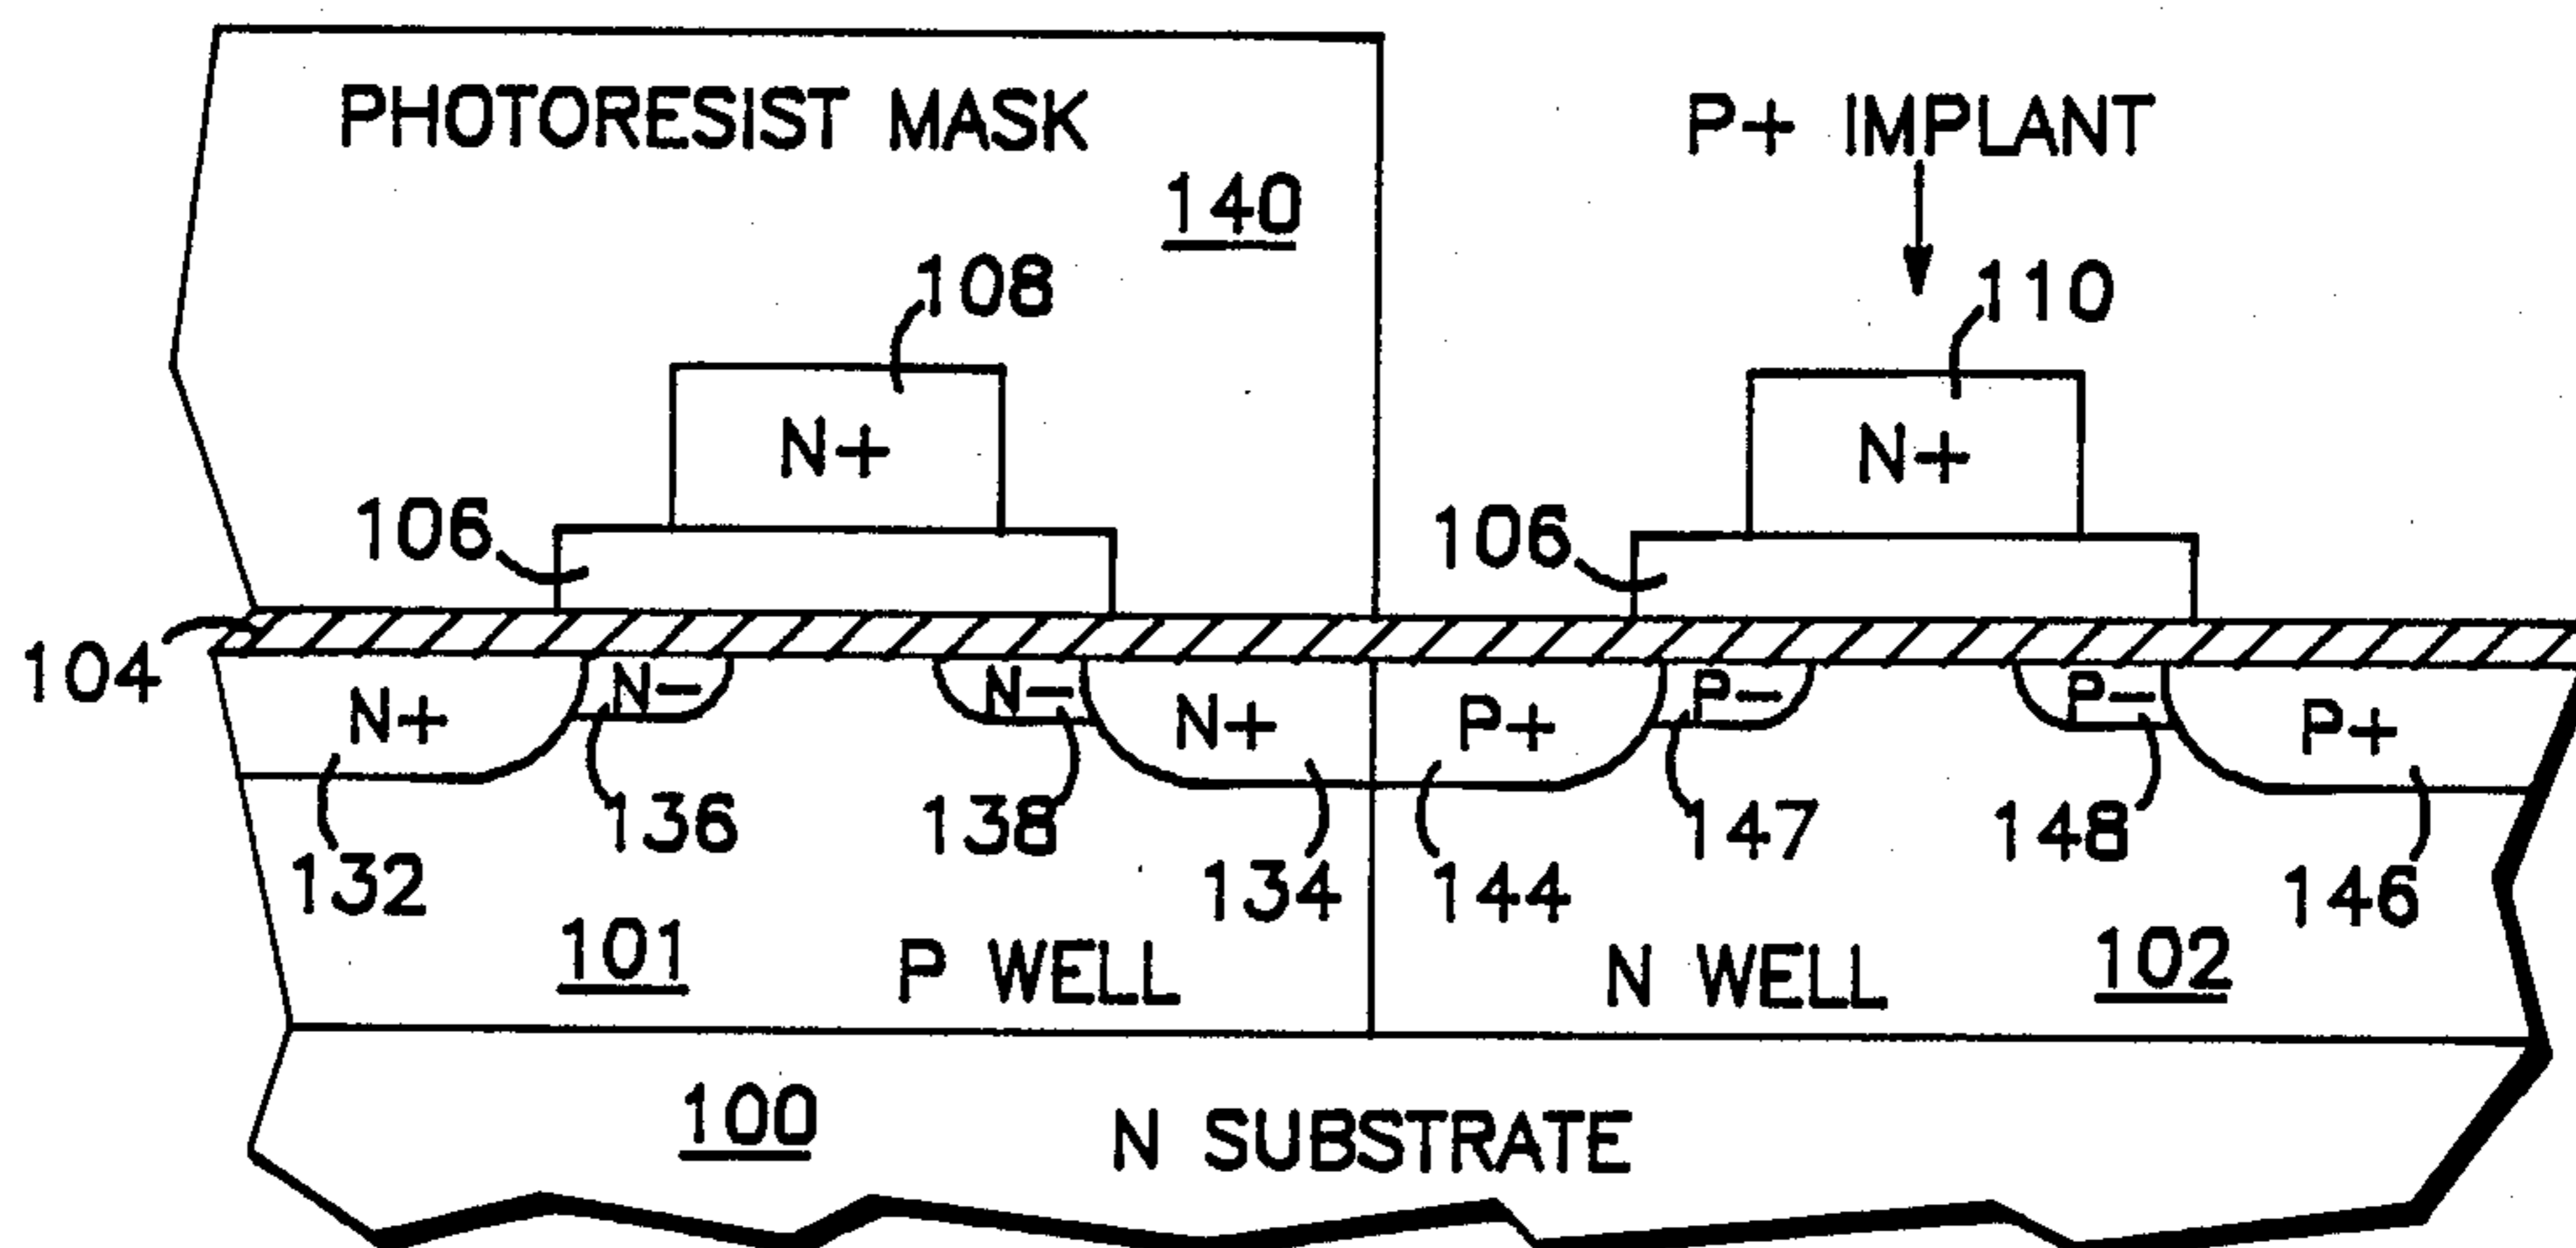 PHOTORESIST MASK
P+ IMPLANT
140
108
110
N+
N+
106
106
104
N+
N-
N-
N+
P+
P-
P-
P+
136
138
147
148
132
134
144
146
101
P WELL
N WELL
102
100
N SUBSTRATE